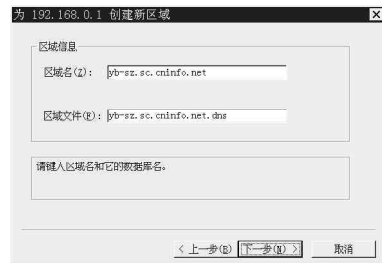 为 192.168.0.1 创建新区域
区域信息
区域名(Z): yb-sz.sc.cninfo.net
区域文件(F): yb-sz.sc.cninfo.net.dns
请键入区域名和它的数据库名。
< 上一步(B) 下一步(N) > 取消